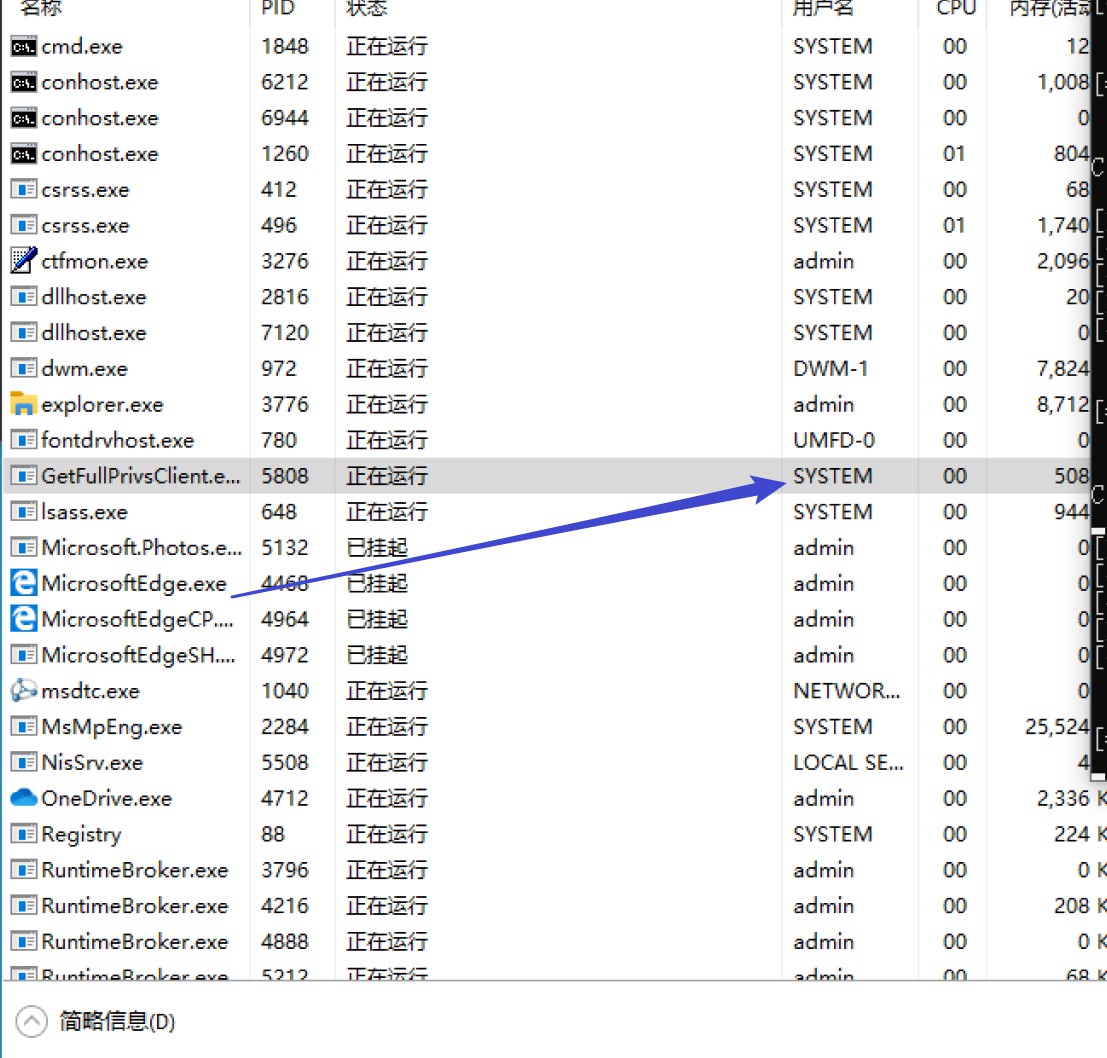 名称 PID 状态 用户名 CPU 内存(活动
cmd.exe 1848 正在运行 SYSTEM 00 12
conhost.exe 6212 正在运行 SYSTEM 00 1,008
conhost.exe 6944 正在运行 SYSTEM 00 0
conhost.exe 1260 正在运行 SYSTEM 01 804
csrss.exe 412 正在运行 SYSTEM 00 68
csrss.exe 496 正在运行 SYSTEM 01 1,740
ctfmon.exe 3276 正在运行 admin 00 2,096
dllhost.exe 2816 正在运行 SYSTEM 00 20
dllhost.exe 7120 正在运行 SYSTEM 00 0
dwm.exe 972 正在运行 DWM-1 00 7,824
explorer.exe 3776 正在运行 admin 00 8,712
fontdrvhost.exe 780 正在运行 UMFD-0 00 0
GetFullPrivsClient.e... 5808 正在运行 SYSTEM 00 508
lsass.exe 648 正在运行 SYSTEM 00 944
Microsoft.Photos.e... 5132 已挂起 admin 00 0
MicrosoftEdge.exe 4468 已挂起 admin 00 0
MicrosoftEdgeCP.... 4964 已挂起 admin 00 0
MicrosoftEdgeSH.... 4972 已挂起 admin 00 0
msdtc.exe 1040 正在运行 NETWOR... 00 0
MsMpEng.exe 2284 正在运行 SYSTEM 00 25,524
NisSrv.exe 5508 正在运行 LOCAL SE... 00 4
OneDrive.exe 4712 正在运行 admin 00 2,336 K
Registry 88 正在运行 SYSTEM 00 224 K
RuntimeBroker.exe 3796 正在运行 admin 00 0 K
RuntimeBroker.exe 4216 正在运行 admin 00 208 K
RuntimeBroker.exe 4888 正在运行 admin 00 0 K
RuntimeBroker.exe 5212 正在运行 admin 00 68 K
简略信息(D)